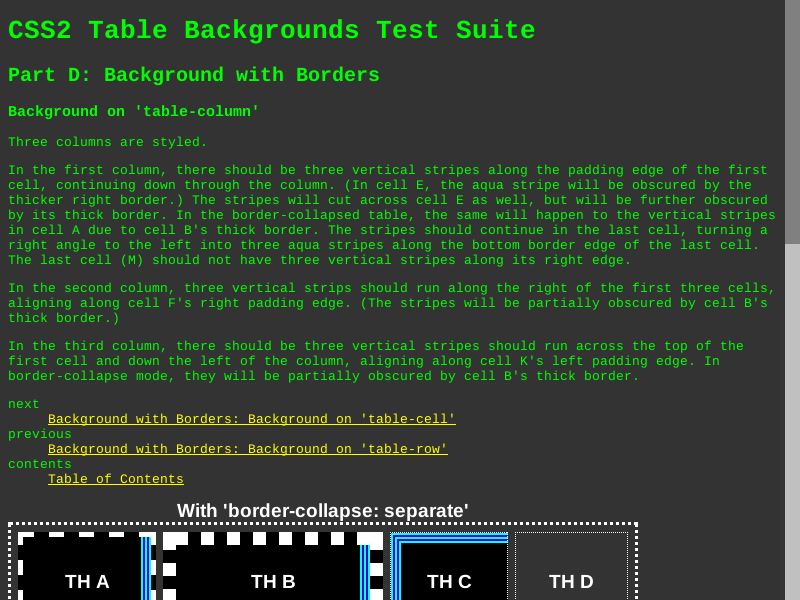 CSS2 Table Backgrounds Test Suite
Part D: Background with Borders
Background on 'table-column'
Three columns are styled.
In the first column, there should be three vertical stripes along the padding edge of the first
cell, continuing down through the column. (In cell E, the aqua stripe will be obscured by the
thicker right border.) The stripes will cut across cell E as well, but will be further obscured
by its thick border. In the border-collapsed table, the same will happen to the vertical stripes
in cell A due to cell B's thick border. The stripes should continue in the last cell, turning a
right angle to the left into three aqua stripes along the bottom border edge of the last cell.
The last cell (M) should not have three vertical stripes along its right edge.
In the second column, three vertical strips should run along the right of the first three cells,
aligning along cell F's right padding edge. (The stripes will be partially obscured by cell B's
thick border.)
In the third column, there should be three vertical stripes should run across the top of the
first cell and down the left of the column, aligning along cell K's left padding edge. In
border-collapse mode, they will be partially obscured by cell B's thick border.
next
Background with Borders: Background on 'table-cell'
previous
Background with Borders: Background on 'table-row'
contents
Table of Contents
With 'border-collapse: separate'
TH A TH B TH C TH D